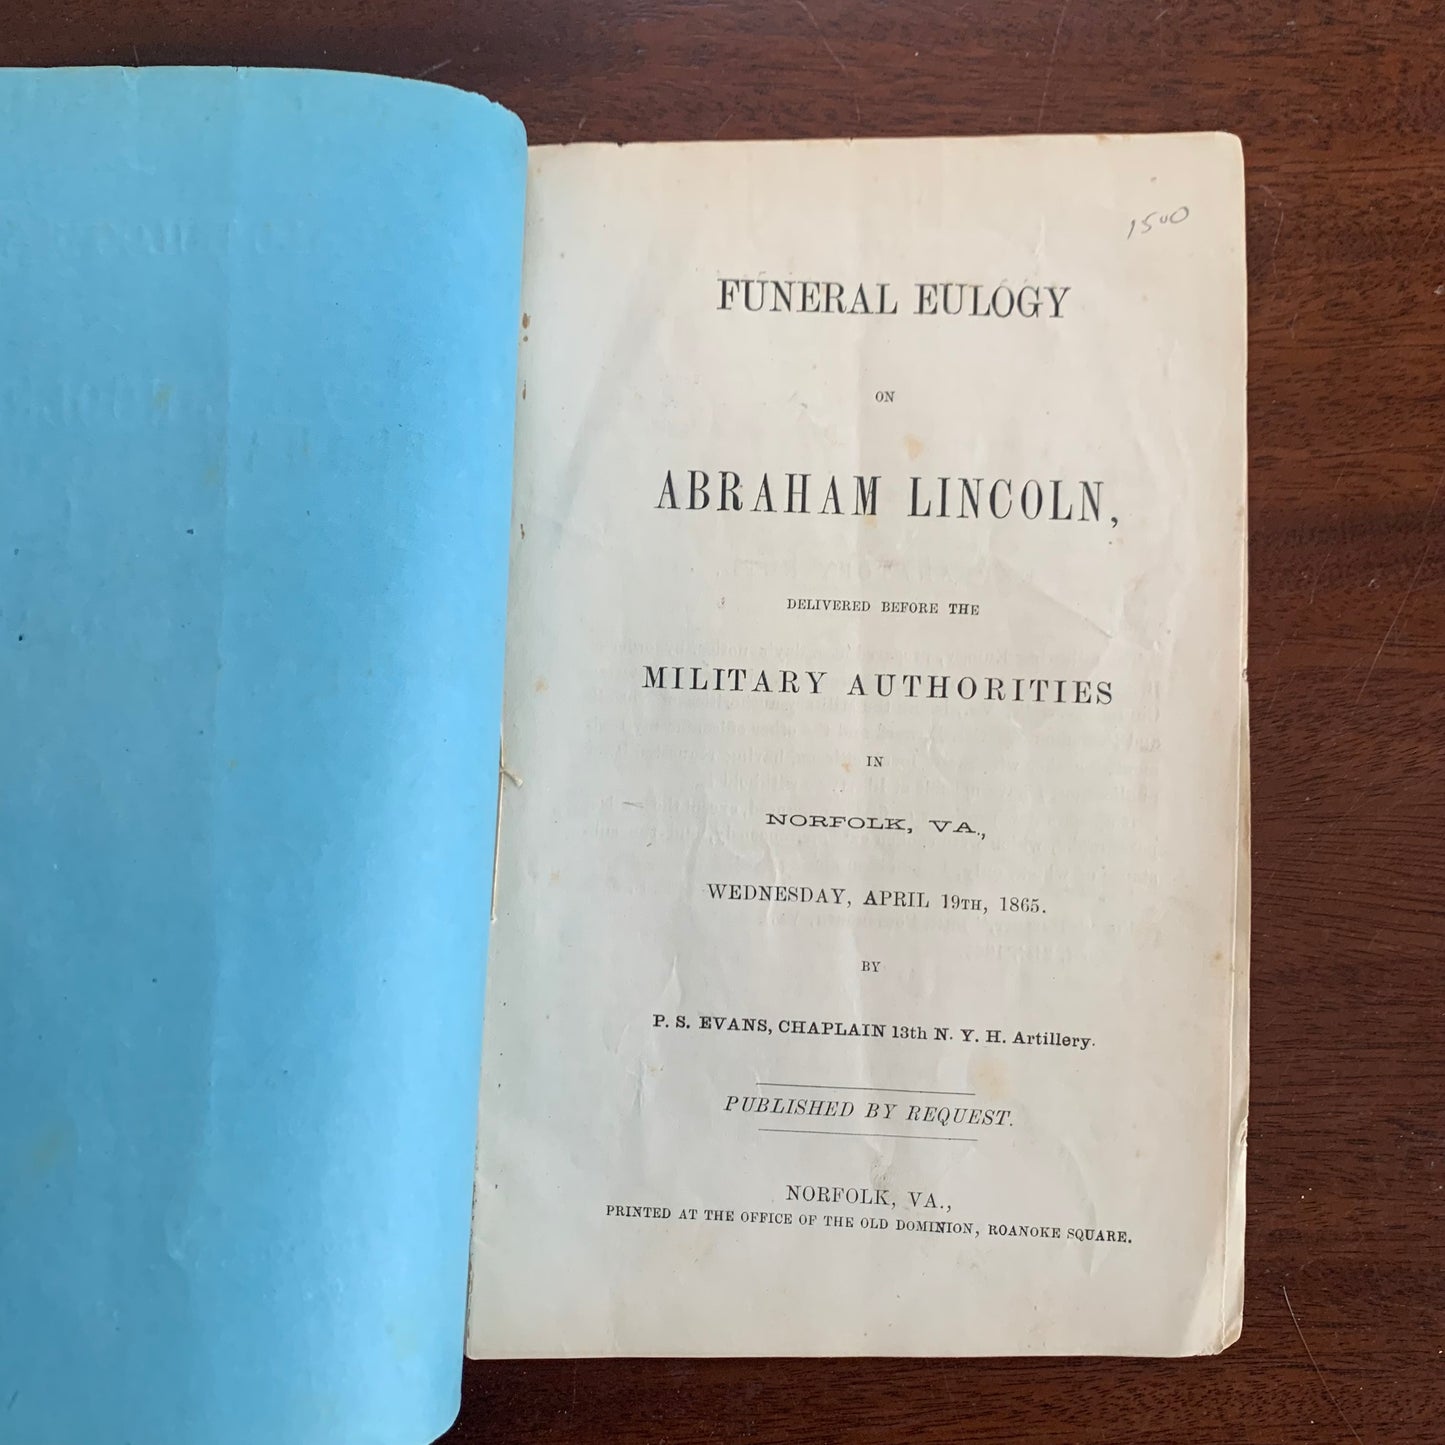 1500
FUNERAL EULOGY
ON
ABRAHAM LINCOLN,
DELIVERED BEFORE THE
MILITARY AUTHORITIES
IN
NORFOLK, VA.,
WEDNESDAY, APRIL 19TH, 1865.
BY
P. S. EVANS, CHAPLAIN 13th N. Y. H. Artillery.
PUBLISHED BY REQUEST.
NORFOLK, VA.,
PRINTED AT THE OFFICE OF THE OLD DOMINION, ROANOKE SQUARE.